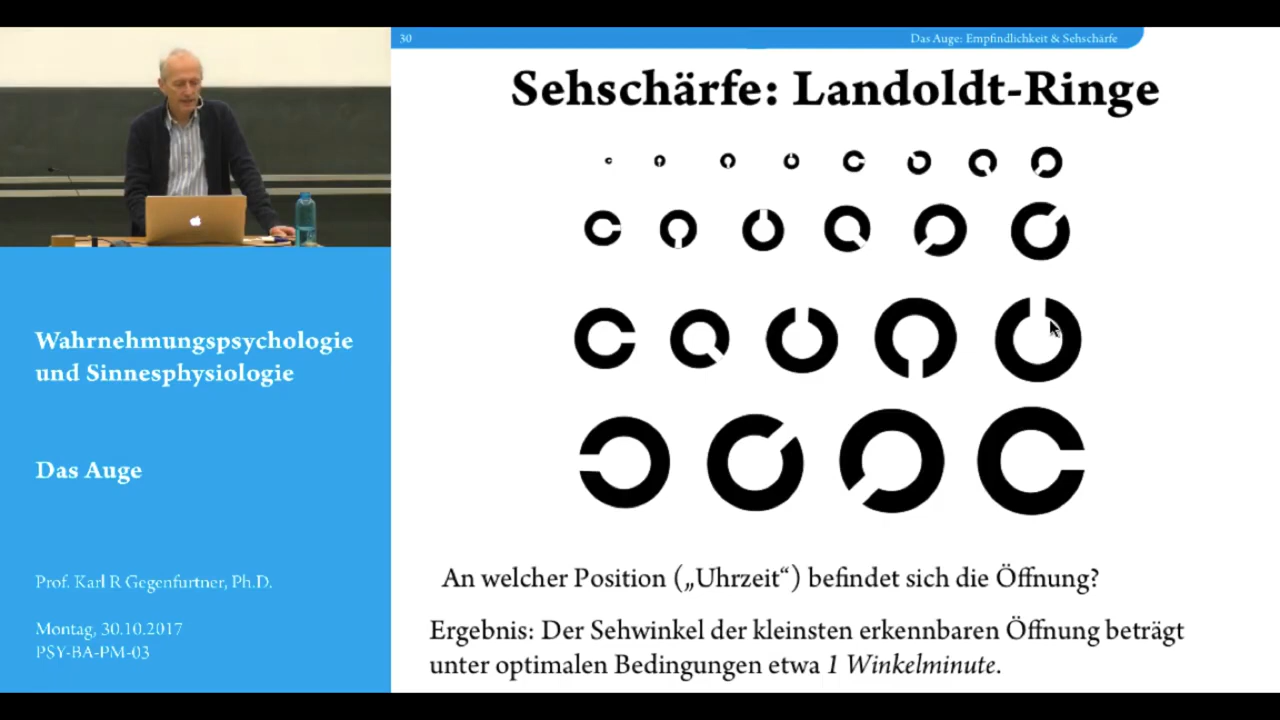 30
Das Auge: Empfindlichkeit & Sehschärfe
Sehschärfe: Landoldt-Ringe
Wahrnehmungspsychologie
und Sinnesphysiologie
Das Auge
Prof. Karl R Gegenfurtner, Ph.D.
Montag, 30.10.2017
PSY-BA-PM-03
An welcher Position („Uhrzeit“) befindet sich die Öffnung?
Ergebnis: Der Sehwinkel der kleinsten erkennbaren Öffnung beträgt
unter optimalen Bedingungen etwa 1 Winkelminute.